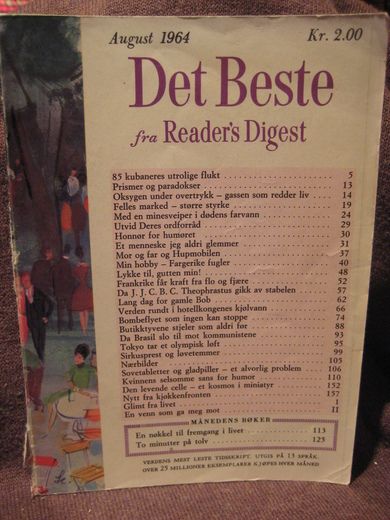 August 1964 Kr. 2.00
Det Beste
fra Reader's Digest
85 kubaneres utrolige flukt 5
Prismer og paradokser 13
Oksygen under overtrykk – gassen som redder liv 14
Felles marked – større styrke 19
Med en minesveiper i dødens farvann 24
Utvid Deres ordforråd 29
Honnør for humøret 30
Et menneske jeg aldri glemmer 31
Mor og far og Hupmobilen 37
Min hobby – Fargerike fugler 40
Lykke til, gutten min! 48
Frankrike får kraft fra flo og fjære 52
Da J. J. C. B. C. Theophrastus gikk av stabelen 57
Lang dag for gamle Bob 62
Verden rundt i hotellkongenes kjølvann 66
Bombeflyet som ingen kan stoppe 74
Butikktyvene stjeler som aldri før 88
Da Brasil slo til mot kommunistene 93
Tokyo tar et olympisk løft 95
Sirkusprest og løvetemmer 99
Nærbilder 105
Sovetabletter og gladpiller – et alvorlig problem 106
Kvinnens selsomme sans for humor 110
Den levende celle – et kosmos i miniatyr 152
Nytt fra kjøkkenfronten 157
Glimt fra livet 1
En venn som ga meg mot II
MÅNEDENS BØKER
En nøkkel til fremgang i livet 113
To minutter på tolv 123
VERDENS MEST LESTE TIDSSKRIFT. UTGIS PÅ 13 SPRÅK.
OVER 25 MILLIONER EKSEMPLARER KJØPES HVER MÅNED